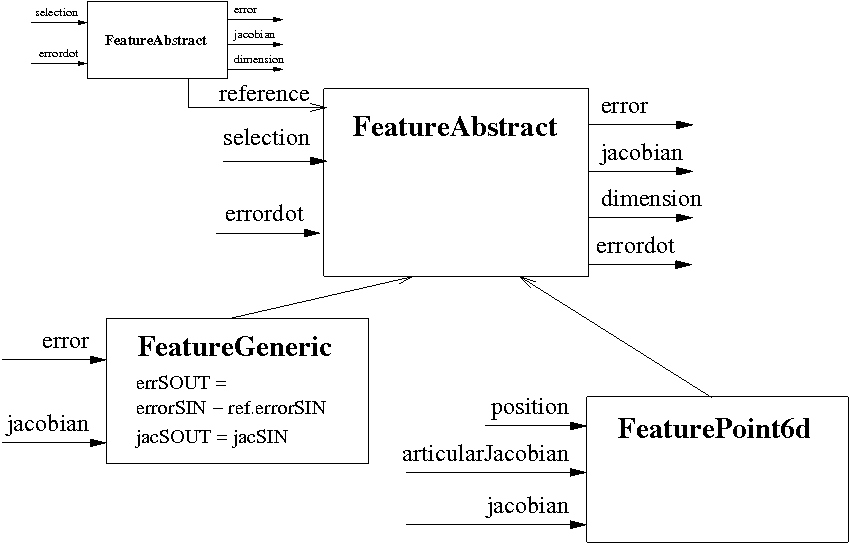 selection
errordot
FeatureAbstract
error
jacobian
dimension
reference
selection
errordot
FeatureAbstract
error
jacobian
dimension
errordot
error
jacobian
FeatureGeneric
errSOUT =
errorSIN − ref.errorSIN
jacSOUT = jacSIN
position
articularJacobian
jacobian
FeaturePoint6d